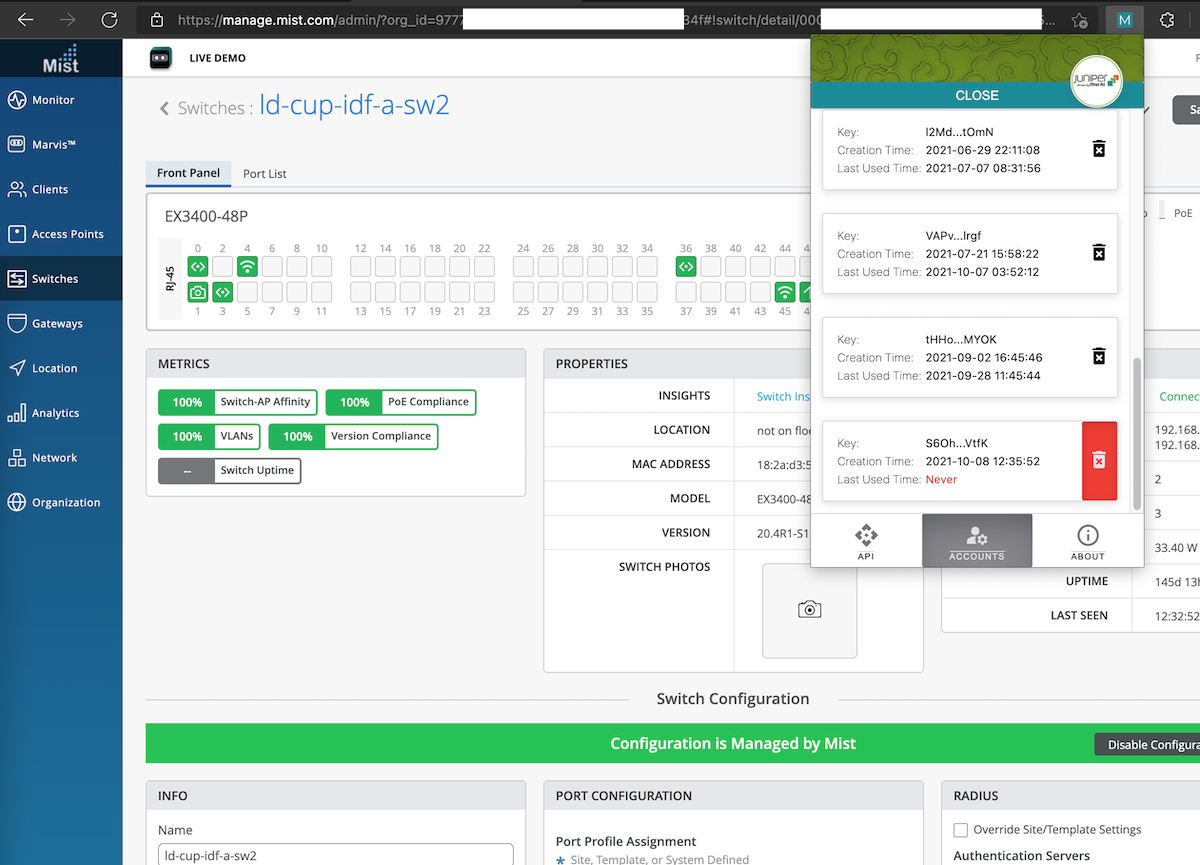 https://manage.mist.com/admin/?org_id=9777 34f#!switch/detail/000 5...
M
Mist
LIVE DEMO
Monitor
Marvis™
Clients
Access Points
Switches
Gateways
Location
Analytics
Network
Organization
Switches : ld-cup-idf-a-sw2
Front Panel
Port List
EX3400-48P
PoE
RJ-45
0 2 4 6 8 10 12 14 16 18 20 22 24 26 28 30 32 34 36 38 40 42 44 4
1 3 5 7 9 11 13 15 17 19 21 23 25 27 29 31 33 35 37 39 41 43 45 4
METRICS
100% Switch-AP Affinity
100% PoE Compliance
100% VLANs
100% Version Compliance
-- Switch Uptime
PROPERTIES
INSIGHTS Switch Ins
LOCATION not on floo
MAC ADDRESS 18:2a:d3:5
MODEL EX3400-48
VERSION 20.4R1-S1
SWITCH PHOTOS
CLOSE
juniper
Key: I2Md...tOmN
Creation Time: 2021-06-29 22:11:08
Last Used Time: 2021-07-07 08:31:56
Key: VAPv...lrgf
Creation Time: 2021-07-21 15:58:22
Last Used Time: 2021-10-07 03:52:12
Key: tHHo...MYOK
Creation Time: 2021-09-02 16:45:46
Last Used Time: 2021-09-28 11:45:44
Key: S6Oh...VtfK
Creation Time: 2021-10-08 12:35:52
Last Used Time: Never
API
ACCOUNTS
ABOUT
Sa
Connec
192.168.
192.168.
2
3
33.40 W
UPTIME 145d 13h
LAST SEEN 12:32:52
Switch Configuration
Configuration is Managed by Mist
Disable Configura
INFO
Name
ld-cup-idf-a-sw2
PORT CONFIGURATION
Port Profile Assignment
* Site, Template, or System Defined
RADIUS
Override Site/Template Settings
Authentication Servers